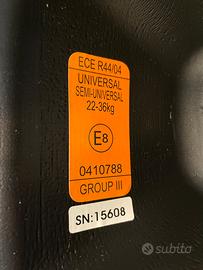 ECE R44/04
UNIVERSAL
SEMI-UNIVERSAL
22-36kg
E8
0410788
GROUP III
SN:15608
subito